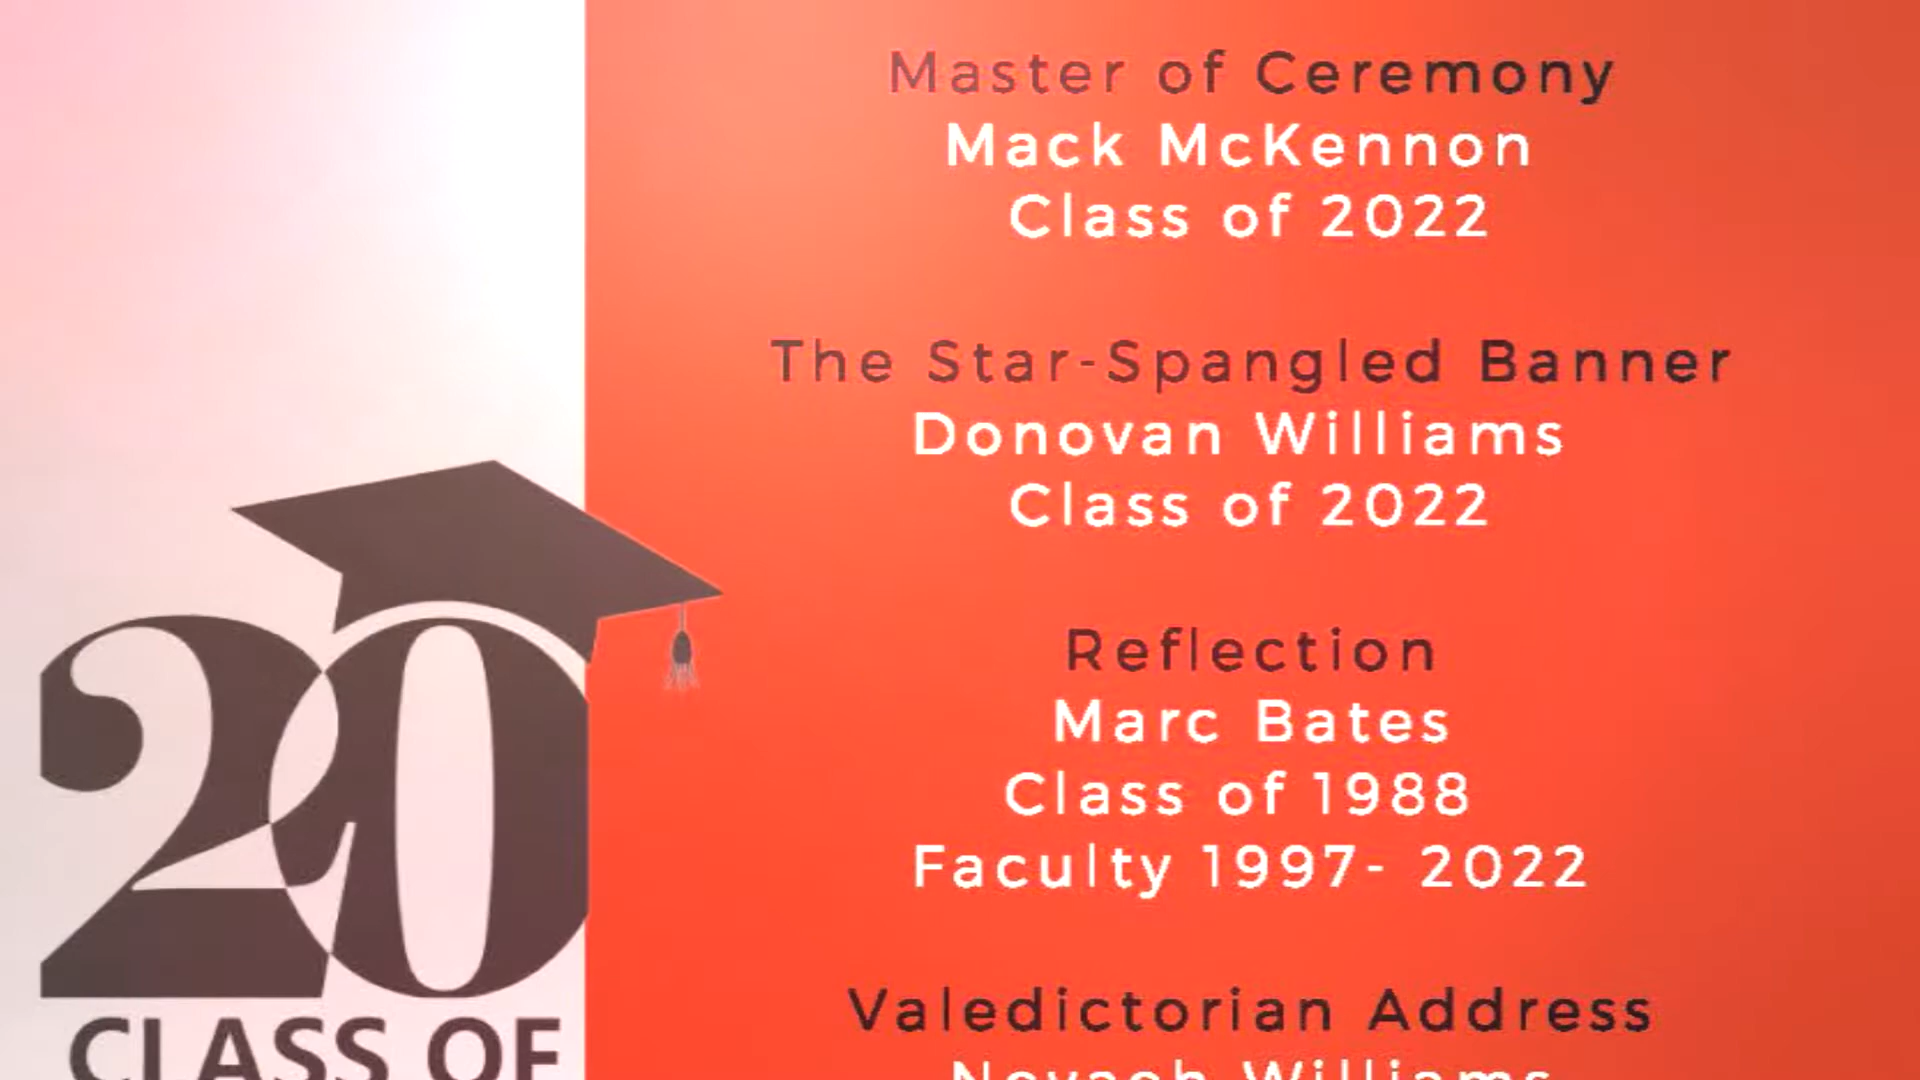 Master of Ceremony
Mack McKennon
Class of 2022
The Star-Spangled Banner
Donovan Williams
Class of 2022
Reflection
Marc Bates
Class of 1988
Faculty 1997- 2022
Valedictorian Address
Williams
20
CLASS OF